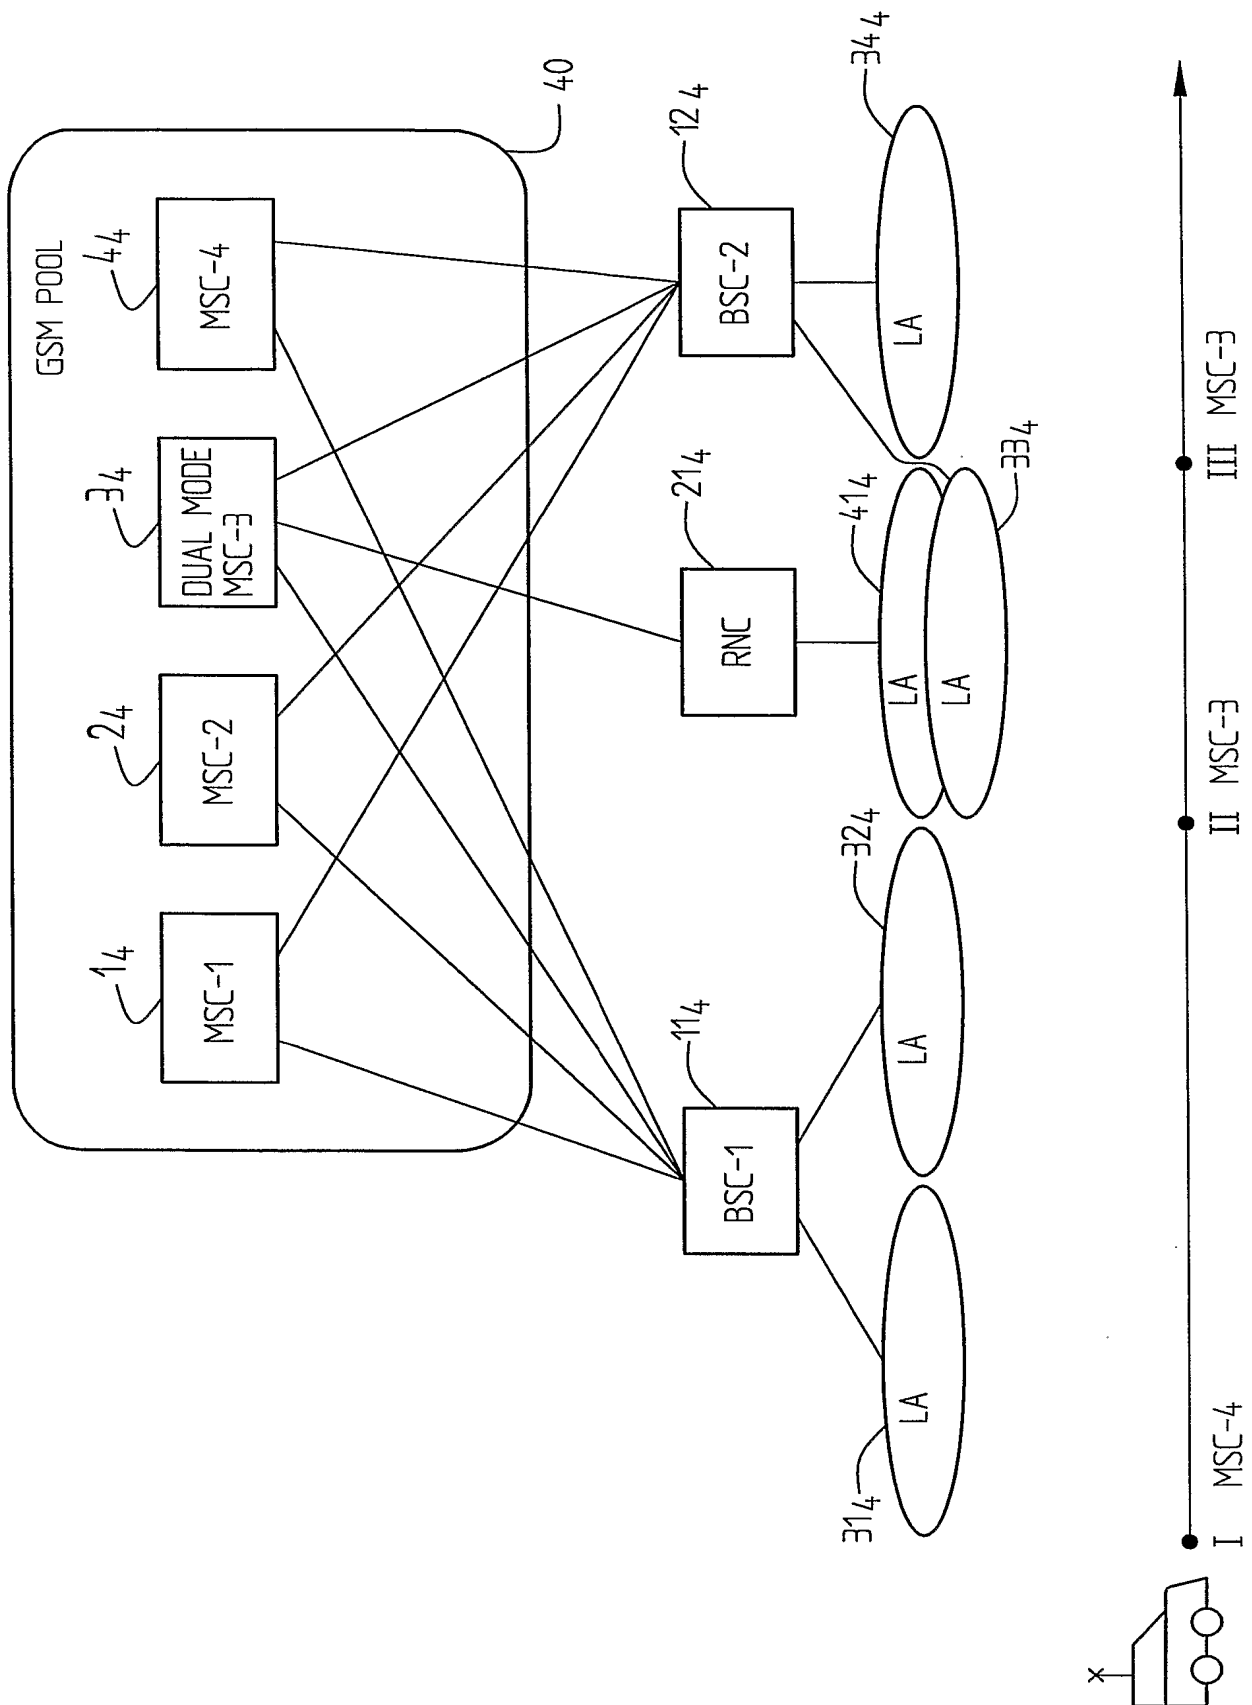 GSM POOL
40
1₄
2₄
3₄
4₄
MSC-1
MSC-2
DUAL MODE
MSC-3
MSC-4
11₄
21₄
12₄
BSC-1
RNC
BSC-2
31₄
32₄
41₄
34₄
LA
LA
LA
LA
LA
33₄
I MSC-4
II MSC-3
III MSC-3